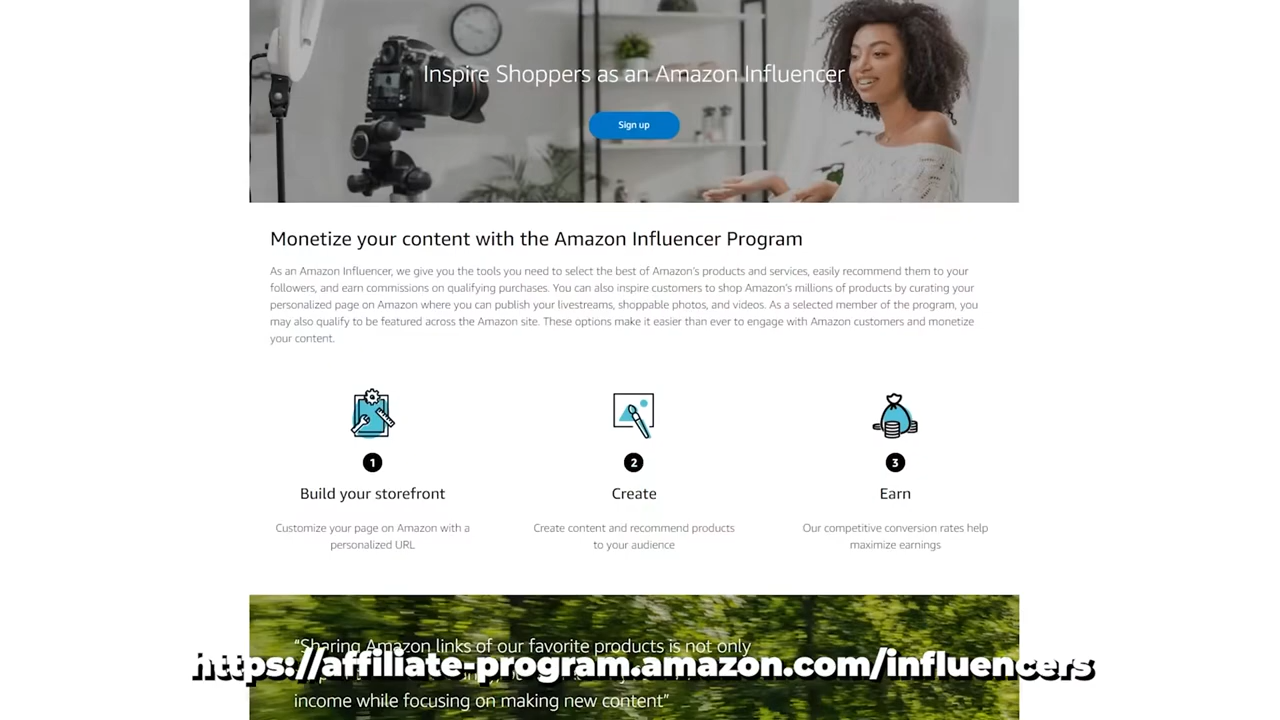 Inspire Shoppers as an Amazon Influencer
Sign up
Monetize your content with the Amazon Influencer Program
As an Amazon Influencer, we give you the tools you need to select the best of Amazon's products and services, easily recommend them to your
followers, and earn commissions on qualifying purchases. You can also inspire customers to shop Amazon's millions of products by curating your
personalized page on Amazon where you can publish your livestreams, shoppable photos, and videos. As a selected member of the program, you
may also qualify to be featured across the Amazon site. These options make it easier than ever to engage with Amazon customers and monetize
your content.
1
Build your storefront
Customize your page on Amazon with a
personalized URL
2
Create
Create content and recommend products
to your audience
3
Earn
Our competitive conversion rates help
maximize earnings
“Sharing Amazon links of our favorite products is not only
https://affiliate-program.amazon.com/influencers
income while focusing on making new content”